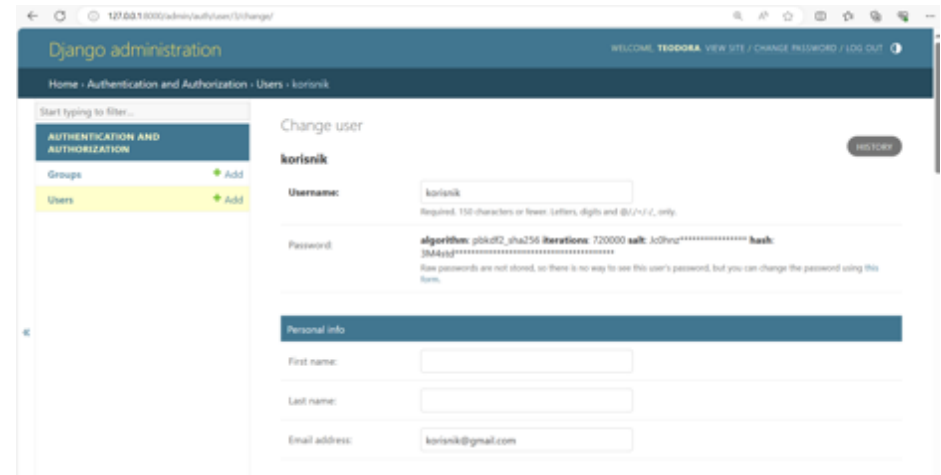 127.0.0.1:8000/admin/auth/user/3/change/
Django administration
WELCOME, TEODORA. VIEW SITE / CHANGE PASSWORD / LOG OUT
Home › Authentication and Authorization › Users › korisnik
Start typing to filter...
AUTHENTICATION AND
AUTHORIZATION
Groups + Add
Users + Add
Change user
HISTORY
korisnik
Username: korisnik
Required. 150 characters or fewer. Letters, digits and @/./+/-/_ only.
Password: algorithm: pbkdf2_sha256 iterations: 720000 salt: Jc0hnz**************** hash:
3M4std**************************************
Raw passwords are not stored, so there is no way to see this user's password, but you can change the password using this
form.
«
Personal info
First name:
Last name:
Email address: korisnik@gmail.com